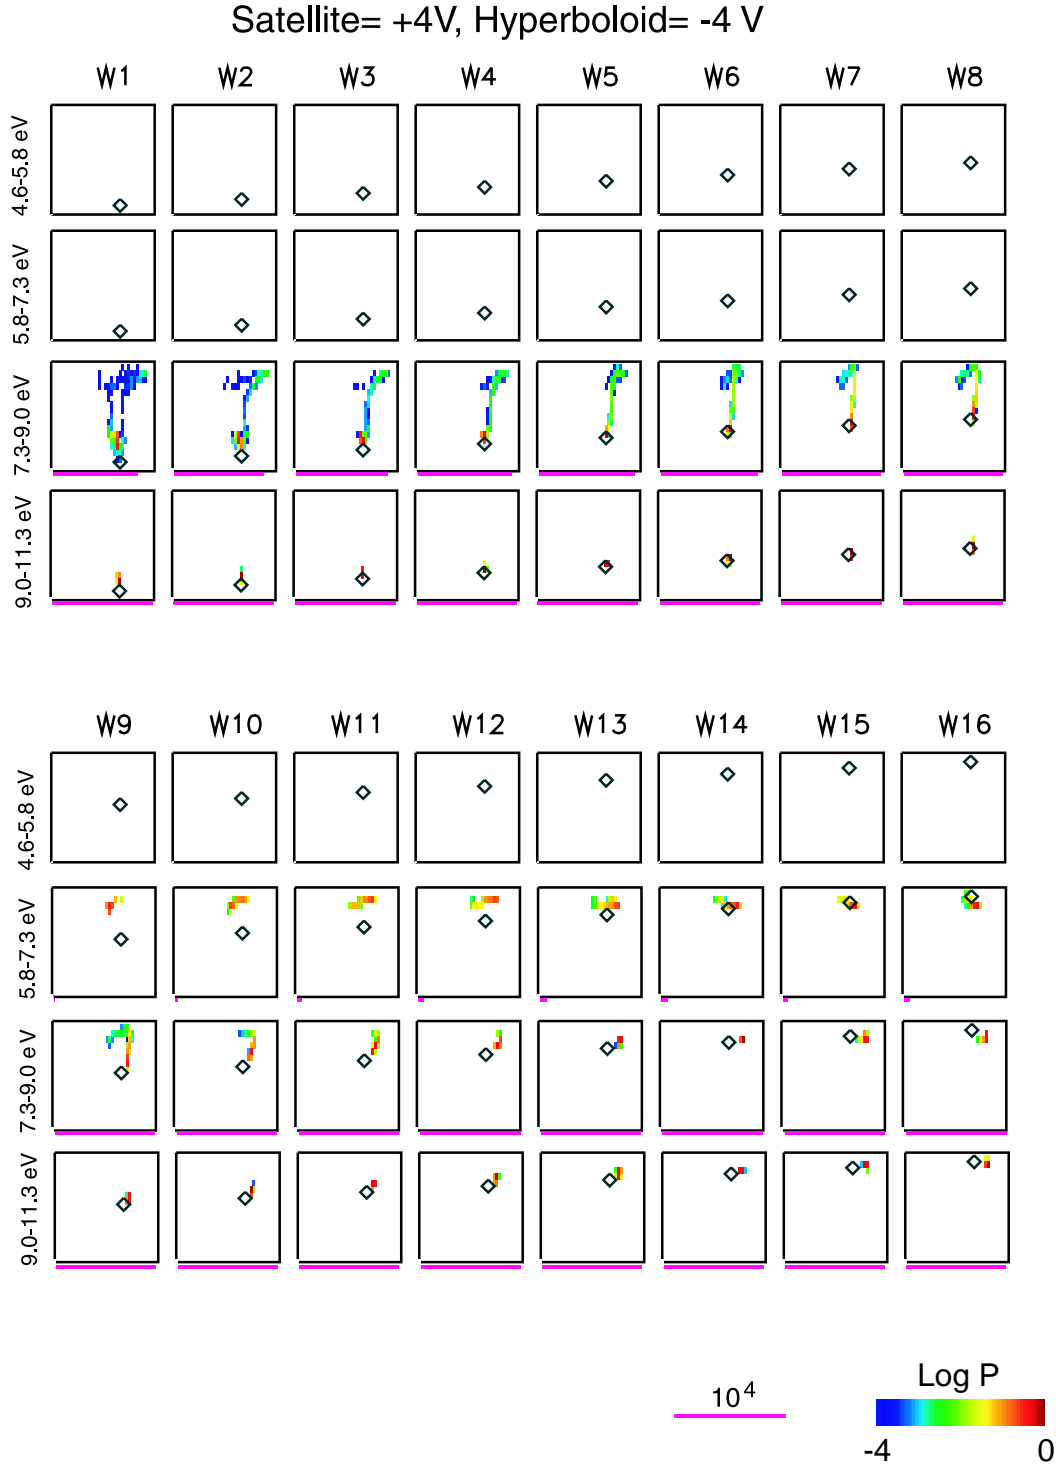 Satellite= +4V, Hyperboloid= -4 V
W1 W2 W3 W4 W5 W6 W7 W8
4.6-5.8 eV
5.8-7.3 eV
7.3-9.0 eV
9.0-11.3 eV
W9 W10 W11 W12 W13 W14 W15 W16
4.6-5.8 eV
5.8-7.3 eV
7.3-9.0 eV
9.0-11.3 eV
10⁴
Log P
-4 0